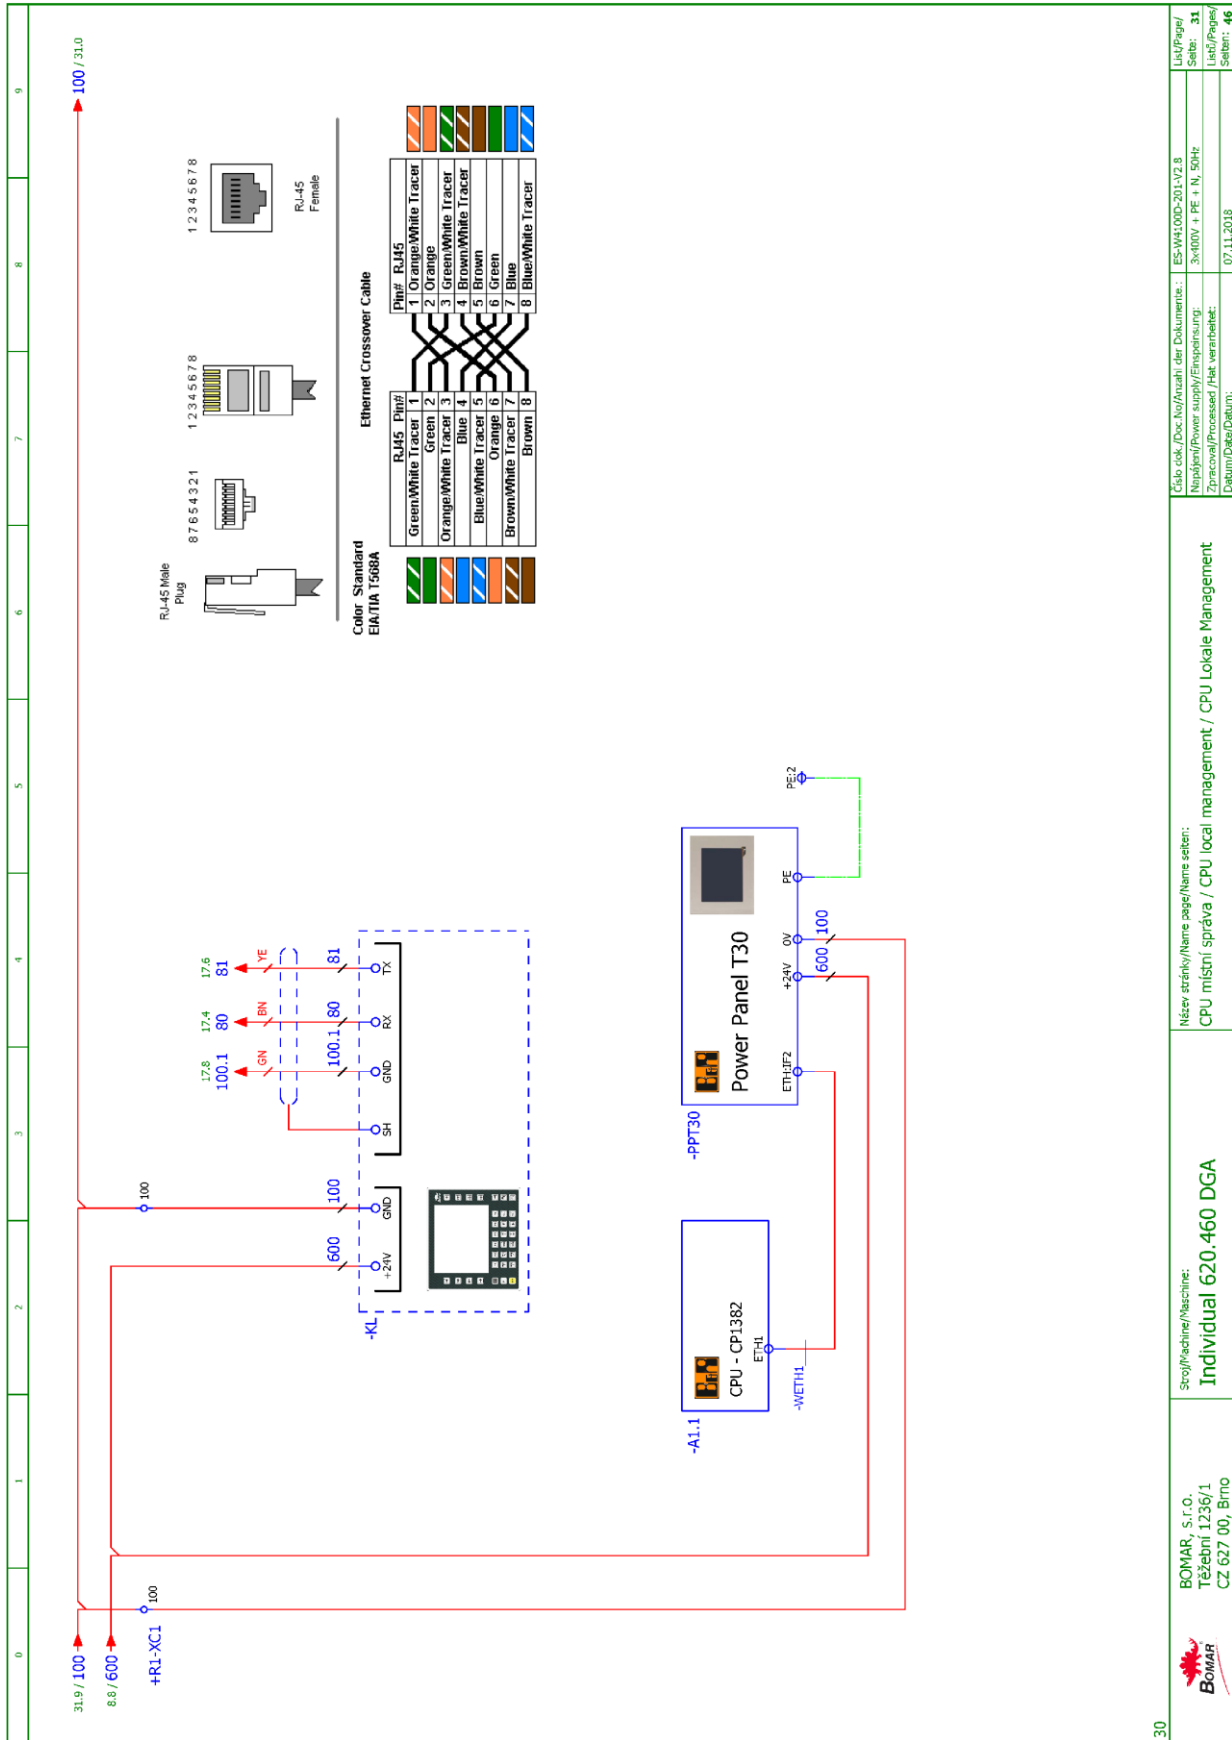 0 1 2 3 4 5 6 7 8 9
31.9 / 100
8.8 / 600
+R1-XC1
100
100
100 / 31.0
600
100
+24V
GND
-KL
17.8
100.1
GN
100.1
17.4
80
BN
80
17.6
81
YE
81
SH
GND
RX
TX
RJ-45 Male
Plug
8 7 6 5 4 3 2 1
1 2 3 4 5 6 7 8
1 2 3 4 5 6 7 8
RJ-45
Female
Color Standard
EIA/TIA T568A
Ethernet Crossover Cable
RJ45 Pin# Pin# RJ45
Green/White Tracer 1 1 Orange/White Tracer
Green 2 2 Orange
Orange/White Tracer 3 3 Green/White Tracer
Blue 4 4 Brown/White Tracer
Blue/White Tracer 5 5 Brown
Orange 6 6 Green
Brown/White Tracer 7 7 Blue
Brown 8 8 Blue/White Tracer
-A1.1
CPU - CP1382
ETH1
-WETH1
-PPT30
Power Panel T30
ETH:IF2
+24V
0V
PE
600
100
PE:2
30
BOMAR
BOMAR, s.r.o.
Těžební 1236/1
CZ 627 00, Brno
Stroj/Machine/Maschine:
Individual 620.460 DGA
Název stránky/Name page/Name seiten:
CPU místní správa / CPU local management / CPU Lokale Management
Číslo dok./Doc.No/Anzahl der Dokumente.: ES-W4100D-201-V2.8
Napájení/Power supply/Einspeisung: 3x400V + PE + N, 50Hz
Zpracoval/Processed /Hat verarbeitet:
Datum/Date/Datum: 07.11.2018
List/Page/
Seite: 31
Listů/Pages/
Seiten: 46